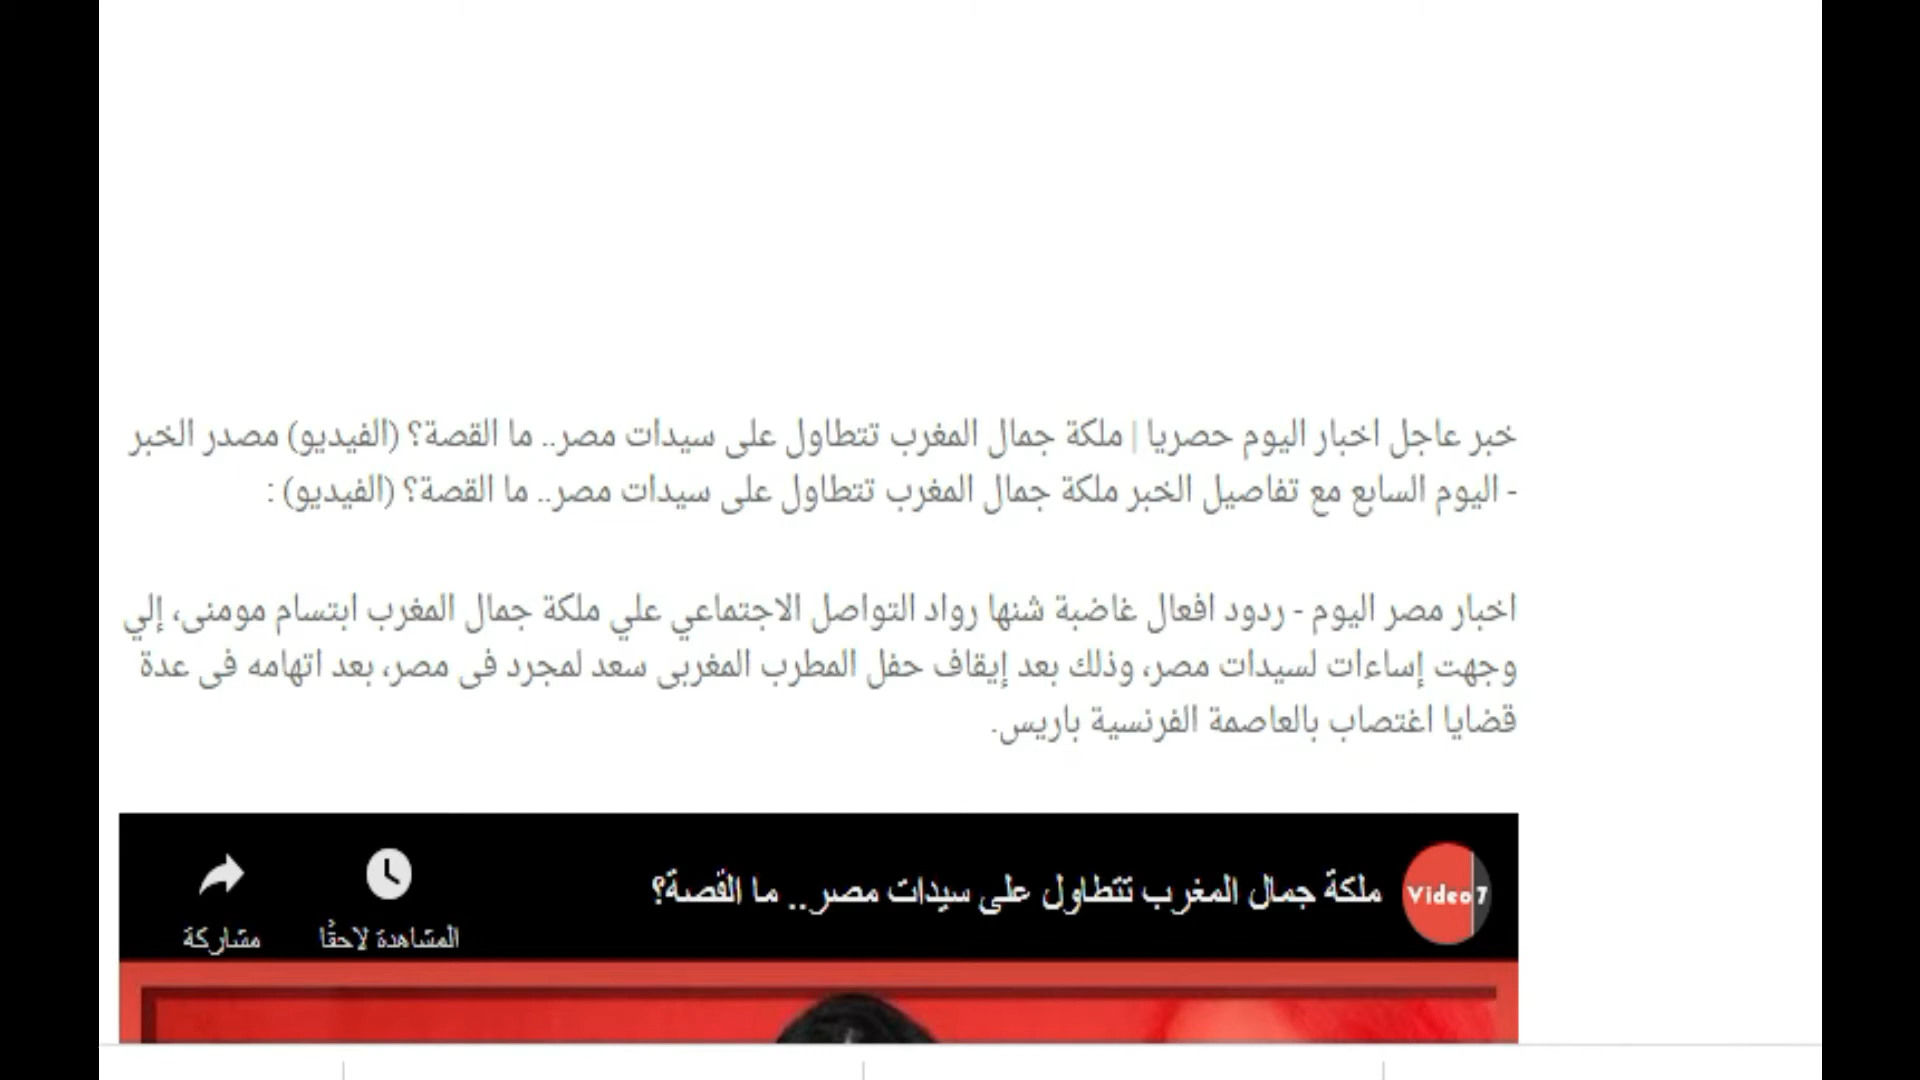 خبر عاجل اخبار اليوم حصريا | ملكة جمال المغرب تتطاول على سيدات مصر.. ما القصة؟ (الفيديو) مصدر الخبر
- اليوم السابع مع تفاصيل الخبر ملكة جمال المغرب تتطاول على سيدات مصر.. ما القصة؟ (الفيديو) :
اخبار مصر اليوم - ردود افعال غاضبة شنها رواد التواصل الاجتماعي علي ملكة جمال المغرب ابتسام مومنى، إلي
وجهت إساءات لسيدات مصر، وذلك بعد إيقاف حفل المطرب المغربى سعد لمجرد فى مصر، بعد اتهامه فى عدة
قضايا اغتصاب بالعاصمة الفرنسية باريس.
Video 7
ملكة جمال المغرب تتطاول على سيدات مصر.. ما القصة؟
المشاهدة لاحقًا
مشاركة